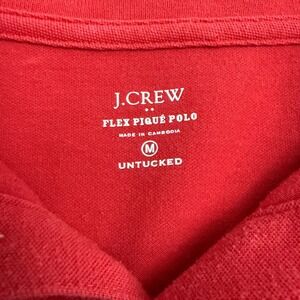 J.CREW
FLEX PIQUÉ POLO
MADE IN CAMBODIA
M
UNTUCKED